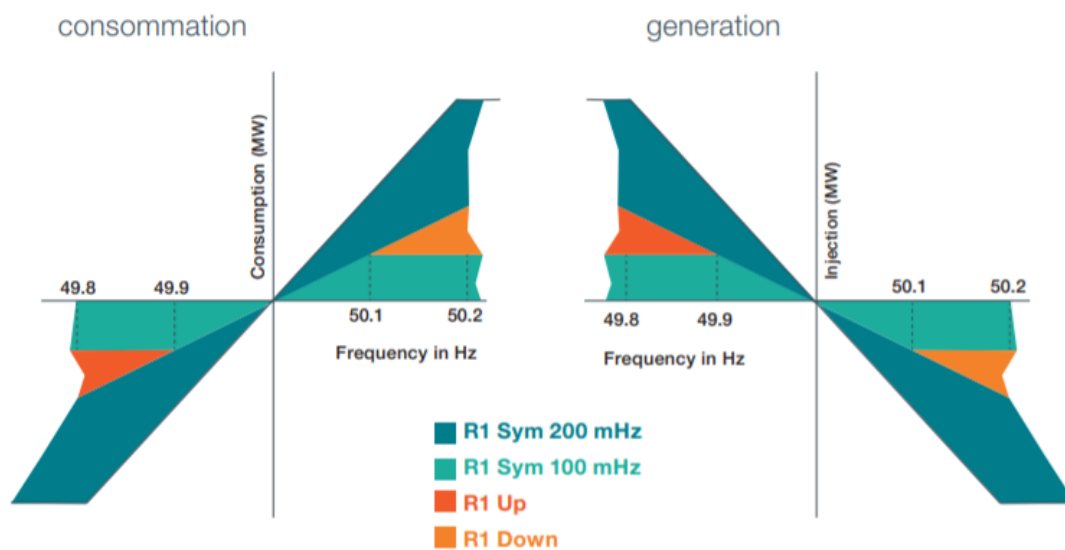 consommation
generation
Consumption (MW)
Injection (MW)
49.8
49.9
50.1
50.2
50.1
50.2
49.8
49.9
Frequency in Hz
Frequency in Hz
R1 Sym 200 mHz
R1 Sym 100 mHz
R1 Up
R1 Down